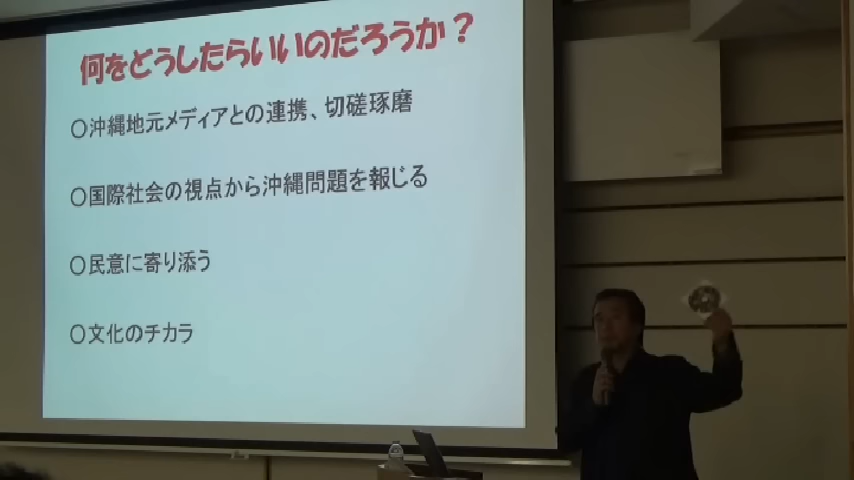 何をどうしたらいいのだろうか？
○沖縄地元メディアとの連携、切磋琢磨
○国際社会の視点から沖縄問題を報じる
○民意に寄り添う
○文化のチカラ